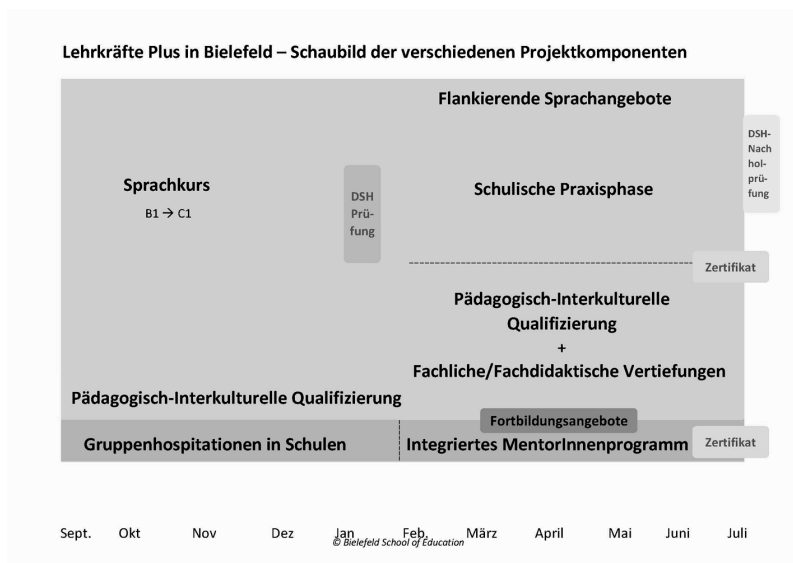 Lehrkräfte Plus in Bielefeld – Schaubild der verschiedenen Projektkomponenten
Flankierende Sprachangebote
DSH-
Nach
hol-
prü-
fung
Sprachkurs
B1 → C1
DSH
Prü-
fung
Schulische Praxisphase
Zertifikat
Pädagogisch-Interkulturelle
Qualifizierung
+
Fachliche/Fachdidaktische Vertiefungen
Pädagogisch-Interkulturelle Qualifizierung
Fortbildungsangebote
Gruppenhospitationen in Schulen
Integriertes MentorInnenprogramm
Zertifikat
Sept. Okt Nov Dez Jan Feb. März April Mai Juni Juli
© Bielefeld School of Education